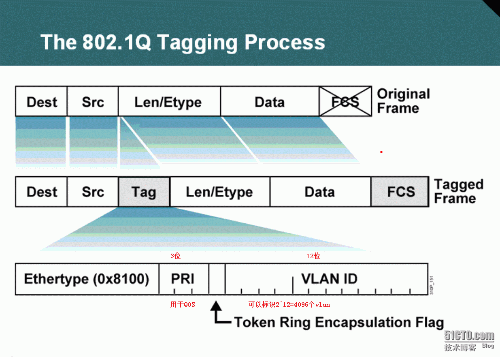 The 802.1Q Tagging Process
Dest Src Len/Etype Data FCS Original Frame
Dest Src Tag Len/Etype Data FCS Tagged Frame
3位 12位
Ethertype (0x8100) PRI VLAN ID
用于QOS 可以标识2^12=4096个vlan
Token Ring Encapsulation Flag
51CTO.com
技术博客 Blog